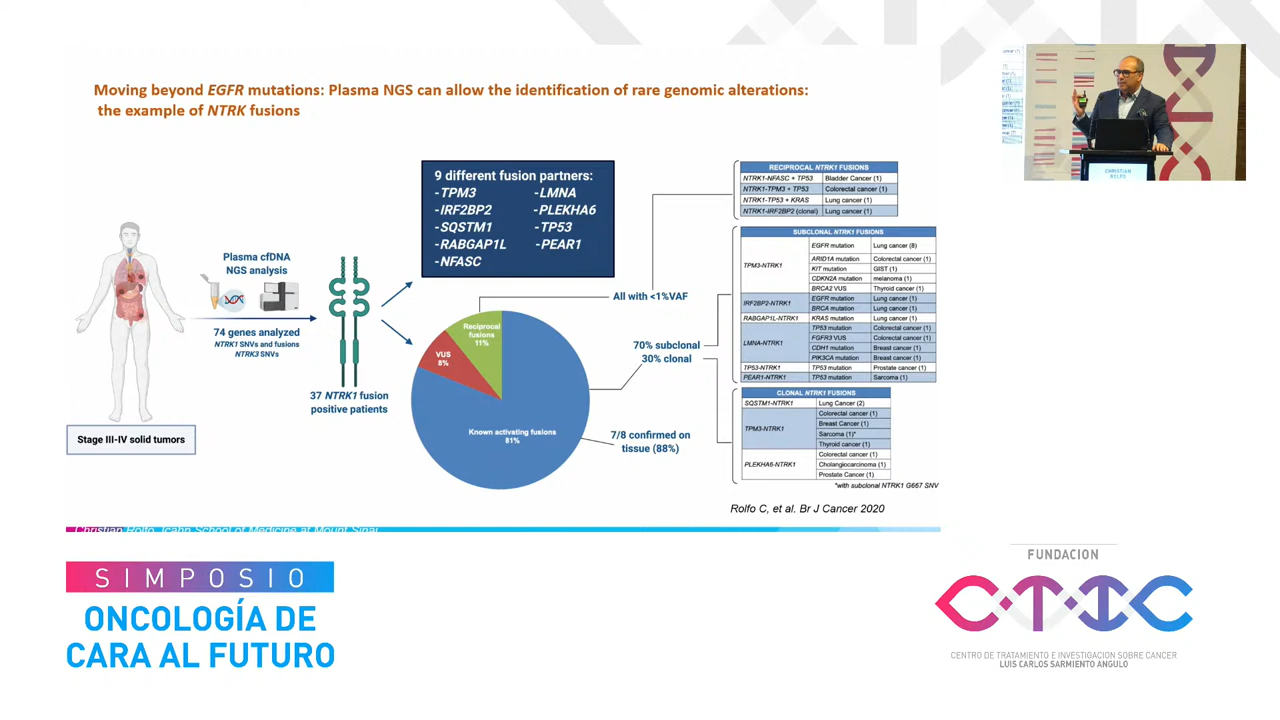 Moving beyond EGFR mutations: Plasma NGS can allow the identification of rare genomic alterations:
the example of NTRK fusions
Plasma cfDNA
NGS analysis
74 genes analyzed
NTRK1 SNVs and fusions
NTRK3 SNVs
Stage III-IV solid tumors
37 NTRK1 fusion
positive patients
9 different fusion partners:
-TPM3 -LMNA
-IRF2BP2 -PLEKHA6
-SQSTM1 -TP53
-RABGAP1L -PEAR1
-NFASC
Reciprocal
fusions
11%
VUS
8%
Known activating fusions
81%
All with <1%VAF
70% subclonal
30% clonal
7/8 confirmed on
tissue (88%)
RECIPROCAL NTRK1 FUSIONS
NTRK1-NFASC + TP53 Bladder Cancer (1)
NTRK1-TPM3 + TP53 Colorectal cancer (1)
NTRK1-TP53 + KRAS Lung cancer (1)
NTRK1-IRF2BP2 (clonal) Lung cancer (1)
SUBCLONAL NTRK1 FUSIONS
TPM3-NTRK1 EGFR mutation Lung cancer (8)
ARID1A mutation Colorectal cancer (1)
KIT mutation GIST (1)
CDKN2A mutation melanoma (1)
BRCA2 VUS Thyroid cancer (1)
IRF2BP2-NTRK1 EGFR mutation Lung cancer (1)
BRCA mutation Lung cancer (1)
RABGAP1L-NTRK1 KRAS mutation Lung cancer (1)
LMNA-NTRK1 TP53 mutation Colorectal cancer (1)
FGFR3 VUS Colorectal cancer (1)
CDH1 mutation Breast cancer (1)
PIK3CA mutation Breast cancer (1)
TP53-NTRK1 TP53 mutation Prostate cancer (1)
PEAR1-NTRK1 TP53 mutation Sarcoma (1)
CLONAL NTRK1 FUSIONS
SQSTM1-NTRK1 Lung Cancer (2)
TPM3-NTRK1 Colorectal cancer (1)
Breast Cancer (1)
Sarcoma (1)*
Thyroid cancer (1)
PLEKHA6-NTRK1 Colorectal cancer (1)
Cholangiocarcinoma (1)
Prostate Cancer (1)
*with subclonal NTRK1 G667 SNV
Rolfo C, et al. Br J Cancer 2020
Christian Rolfo, Icahn School of Medicine at Mount Sinai
CHRISTIAN
ROLFO
SIMPOSIO
ONCOLOGÍA DE
CARA AL FUTURO
FUNDACION
CTIC
CENTRO DE TRATAMIENTO E INVESTIGACION SOBRE CANCER
LUIS CARLOS SARMIENTO ANGULO